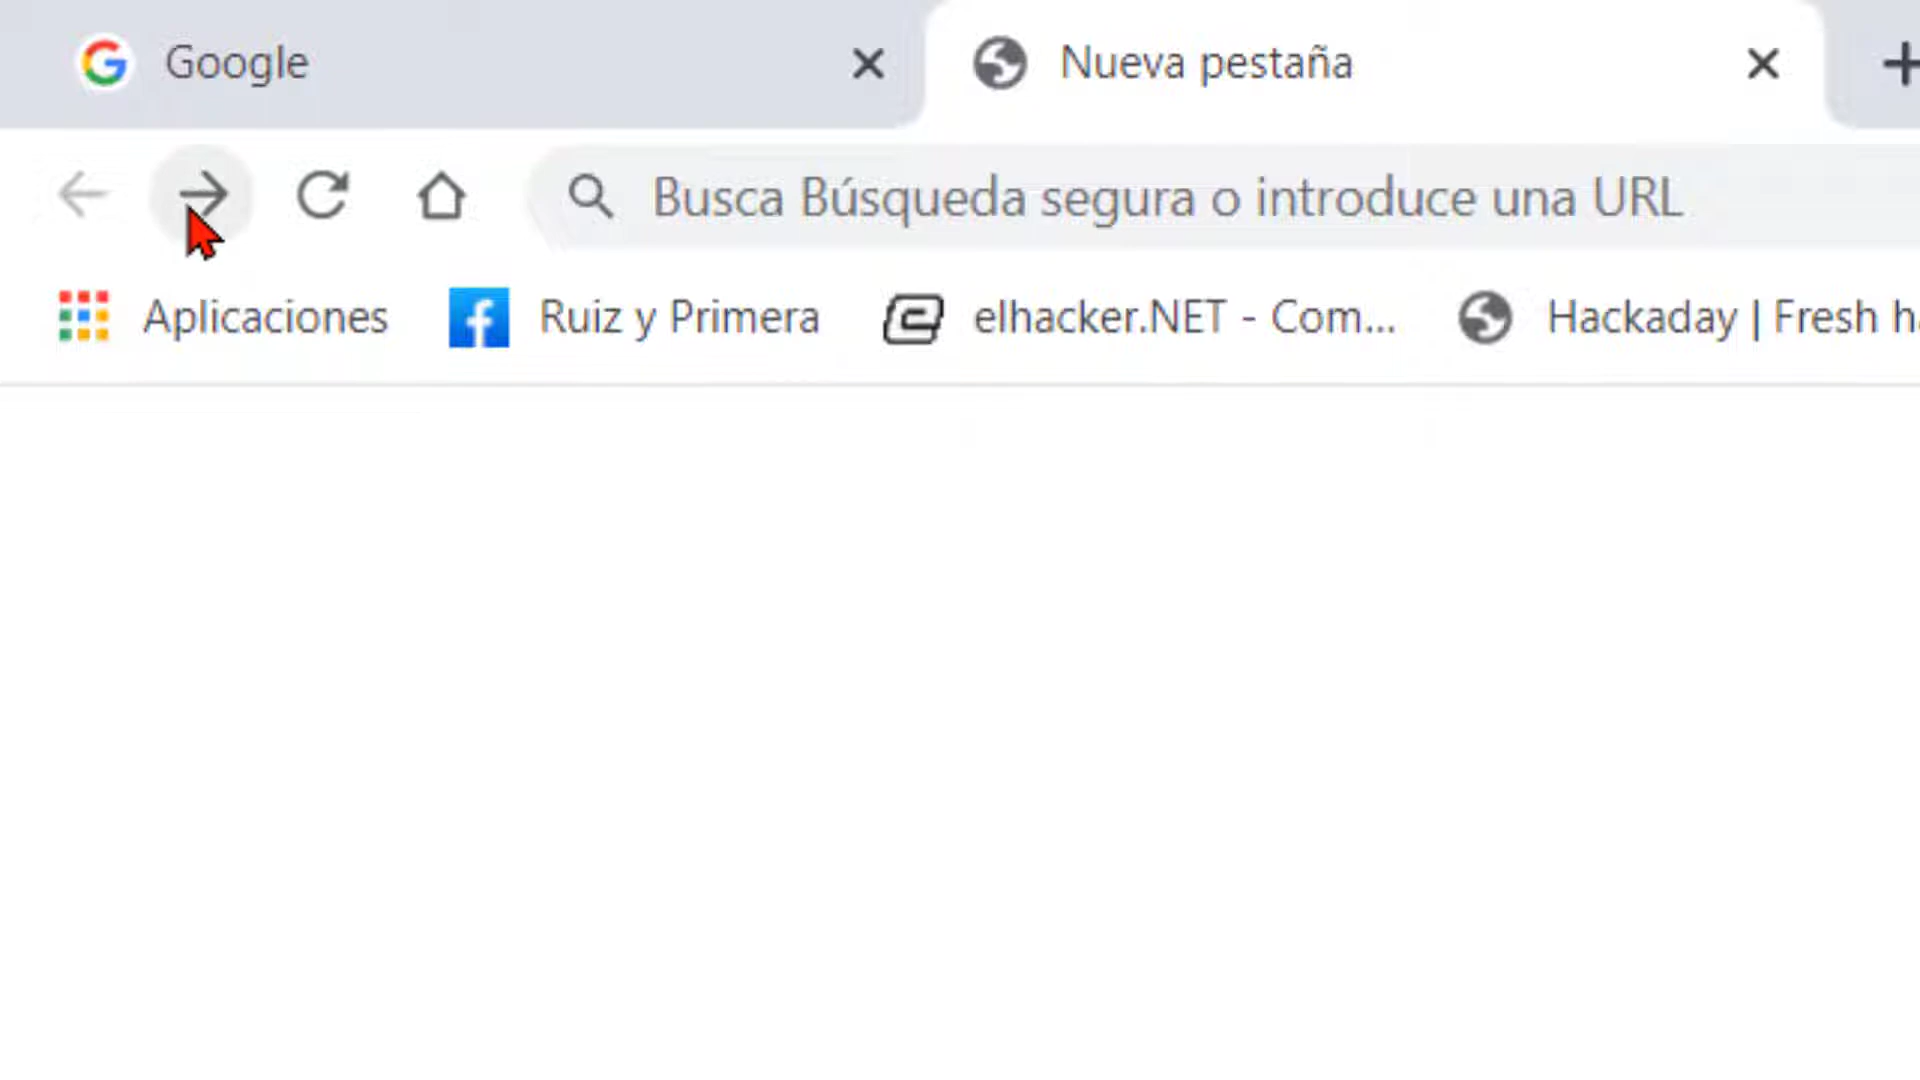 Google
Nueva pestaña
Busca Búsqueda segura o introduce una URL
Aplicaciones
Ruiz y Primera
elhacker.NET - Com...
Hackaday | Fresh